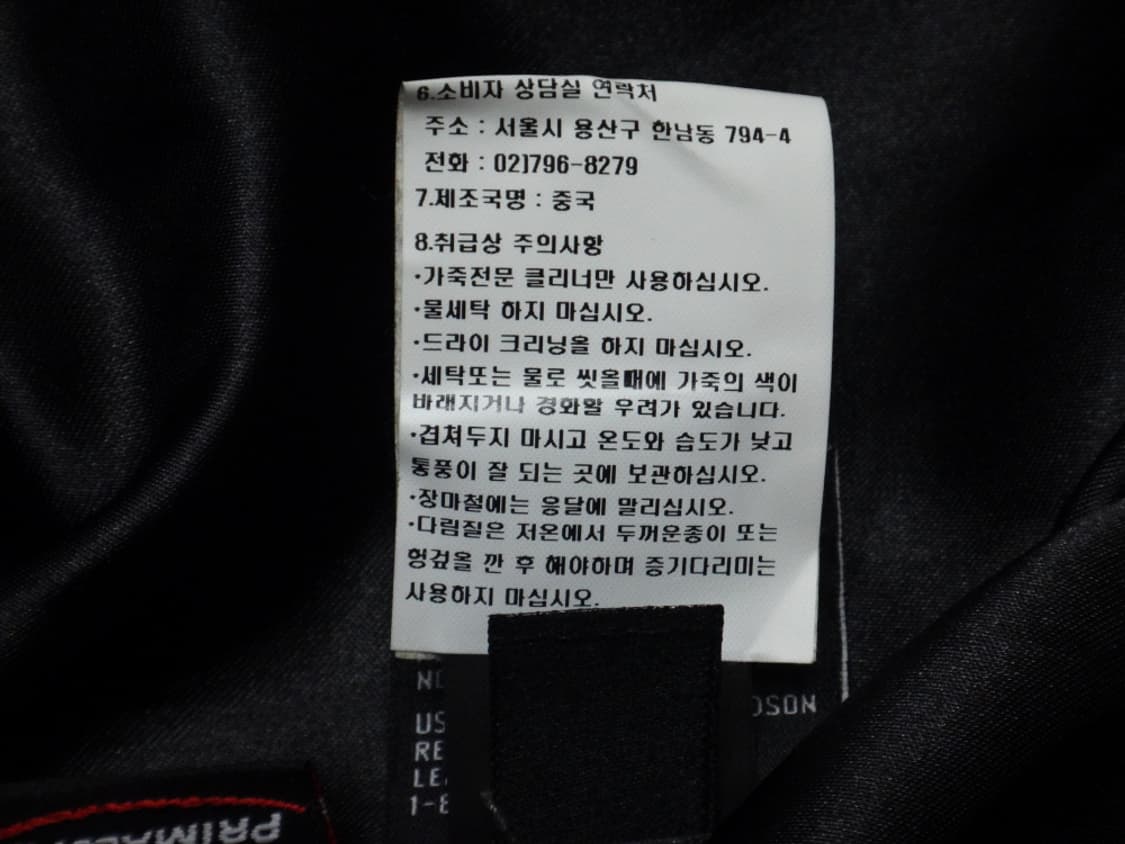 6.소비자 상담실 연락처
주소 : 서울시 용산구 한남동 794-4
전화 : 02)796-8279
7.제조국명 : 중국
8.취급상 주의사항
·가죽전문 클리너만 사용하십시오.
·물세탁 하지 마십시오.
·드라이 크리닝을 하지 마십시오.
·세탁또는 물로 씻을때에 가죽의 색이
바래지거나 경화할 우려가 있습니다.
·겹쳐두지 마시고 온도와 습도가 낮고
통풍이 잘 되는 곳에 보관하십시오.
·장마철에는 응달에 말리십시오.
·다림질은 저온에서 두꺼운종이 또는
헝겊을 깐 후 해야하며 증기다리미는
사용하지 마십시오.
US
RE